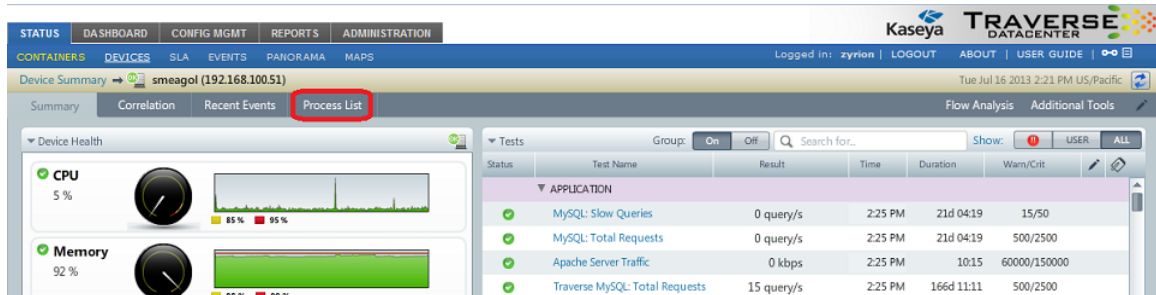 Kaseya TRAVERSE DATACENTER
STATUS DASHBOARD CONFIG MGMT REPORTS ADMINISTRATION
CONTAINERS DEVICES SLA EVENTS PANORAMA MAPS Logged in: zyrion | LOGOUT ABOUT | USER GUIDE |
Device Summary smeagol (192.168.100.51) Tue Jul 16 2013 2:21 PM US/Pacific
Summary Correlation Recent Events Process List Flow Analysis Additional Tools
Device Health
CPU
5 %
85 % 95 %
Memory
92 %
Tests Group: On Off Search for... Show: USER ALL
Status Test Name Result Time Duration Warn/Crit
APPLICATION
MySQL: Slow Queries 0 query/s 2:25 PM 21d 04:19 15/50
MySQL: Total Requests 0 query/s 2:25 PM 21d 04:19 500/2500
Apache Server Traffic 0 kbps 2:25 PM 10:15 60000/150000
Traverse MySQL: Total Requests 15 query/s 2:25 PM 166d 11:11 500/2500